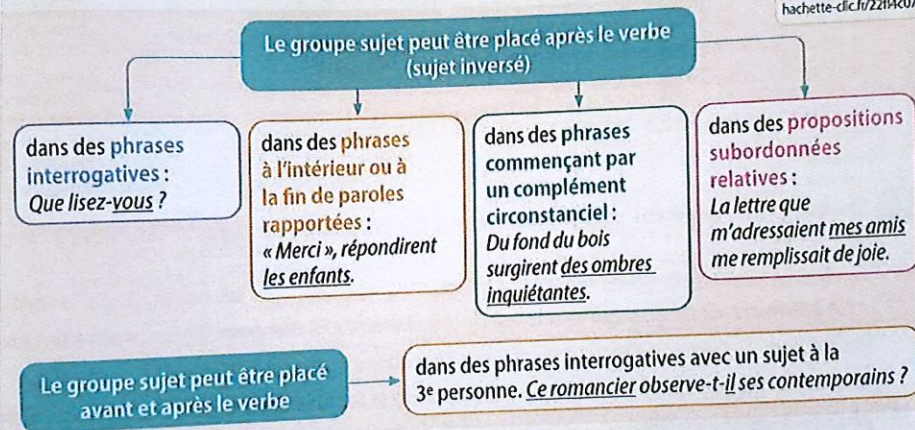 hachette-clic.fr/22fr4c07
Le groupe sujet peut être placé après le verbe
(sujet inversé)
dans des phrases
interrogatives :
Que lisez-vous ?
dans des phrases
à l'intérieur ou à
la fin de paroles
rapportées :
« Merci », répondirent
les enfants.
dans des phrases
commençant par
un complément
circonstanciel :
Du fond du bois
surgirent des ombres
inquiétantes.
dans des propositions
subordonnées
relatives :
La lettre que
m'adressaient mes amis
me remplissait de joie.
Le groupe sujet peut être placé
avant et après le verbe
dans des phrases interrogatives avec un sujet à la
3e personne. Ce romancier observe-t-il ses contemporains ?